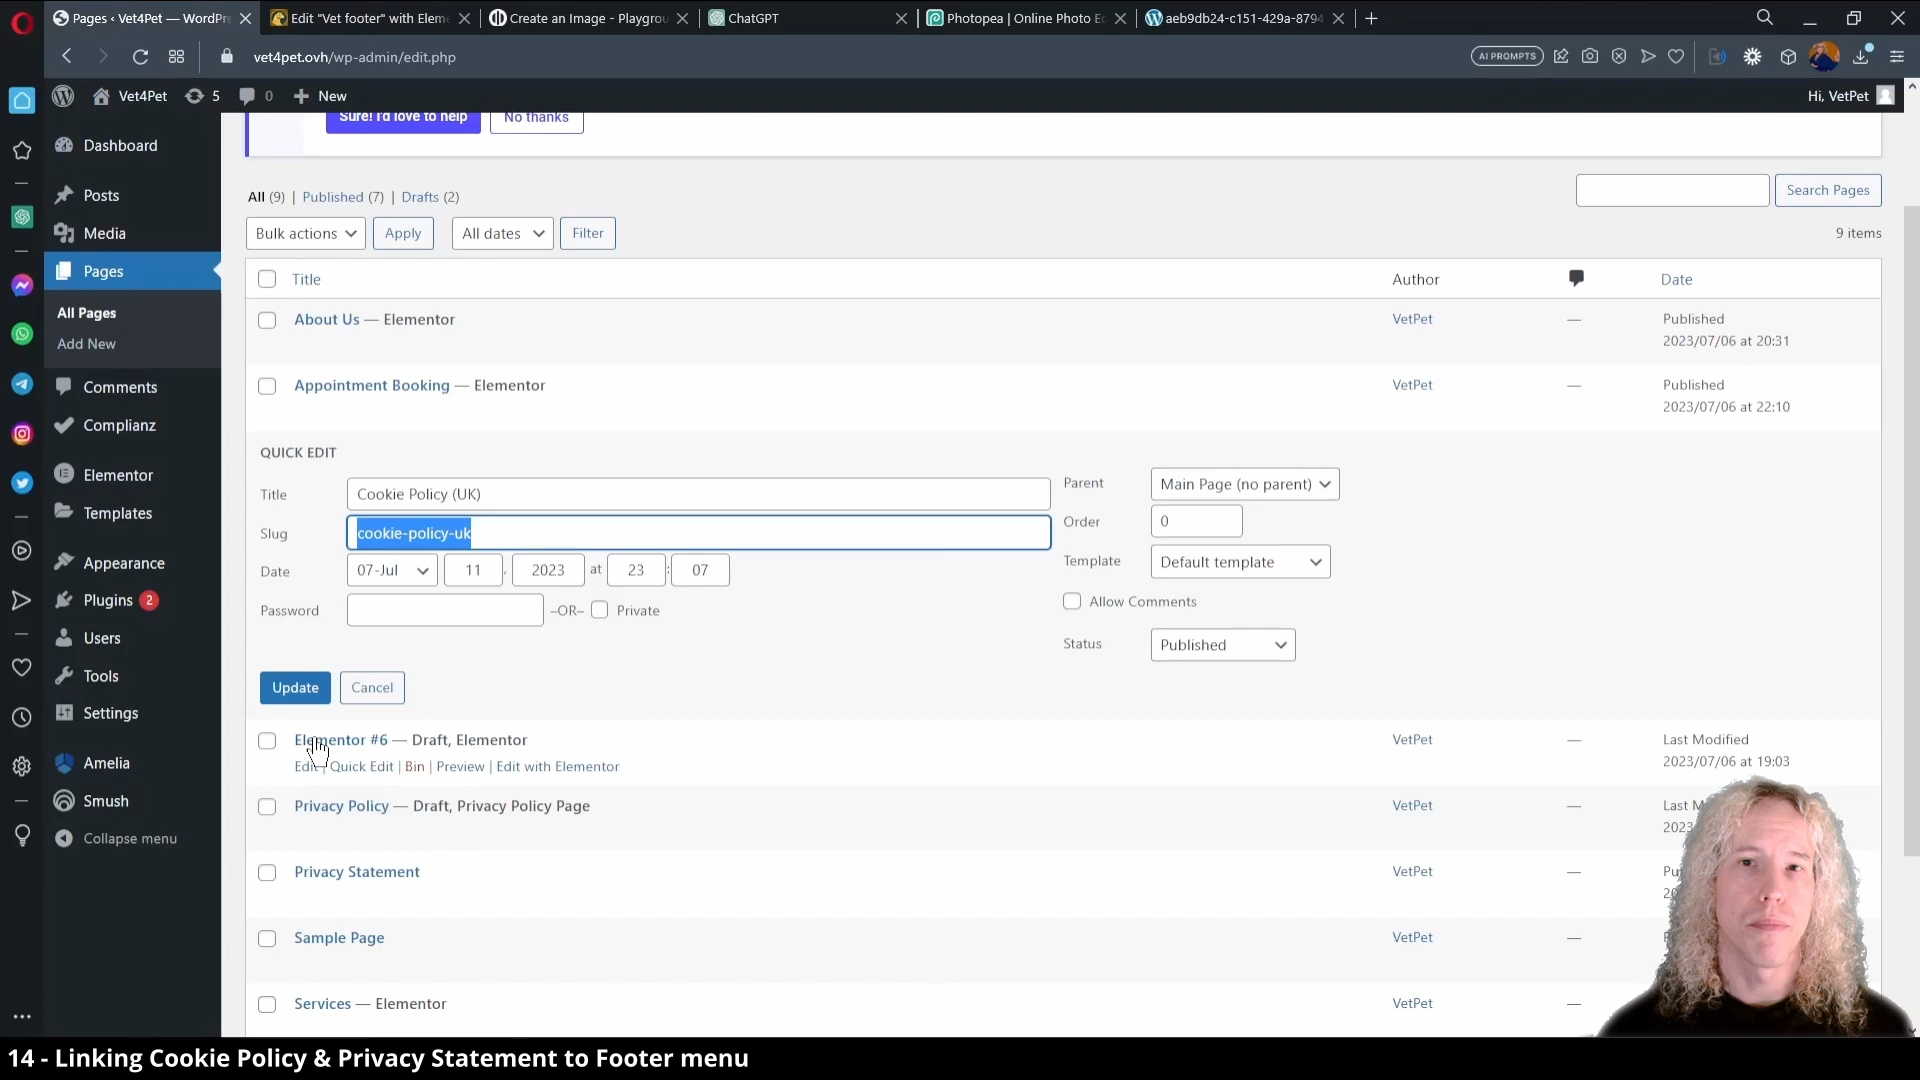 Pages ‹ Vet4Pet — WordPre
Edit "Vet footer" with Elem
Create an Image - Playgrou
ChatGPT
Photopea | Online Photo E
aeb9db24-c151-429a-8794
vet4pet.ovh/wp-admin/edit.php
AI PROMPTS
Vet4Pet
5
0
New
Hi, VetPet
Sure! I'd love to help
No thanks
Dashboard
Posts
Media
Pages
All Pages
Add New
Comments
Complianz
Elementor
Templates
Appearance
Plugins 2
Users
Tools
Settings
Amelia
Smush
Collapse menu
All (9) | Published (7) | Drafts (2)
Search Pages
Bulk actions
Apply
All dates
Filter
9 items
Title
Author
Date
About Us — Elementor
VetPet
—
Published
2023/07/06 at 20:31
Appointment Booking — Elementor
VetPet
—
Published
2023/07/06 at 22:10
QUICK EDIT
Title
Cookie Policy (UK)
Slug
cookie-policy-uk
Date
07-Jul
11 ,
2023
at
23 :
07
Password
–OR–
Private
Parent
Main Page (no parent)
Order
0
Template
Default template
Allow Comments
Status
Published
Update
Cancel
Elementor #6 — Draft, Elementor
Edit | Quick Edit | Bin | Preview | Edit with Elementor
VetPet
—
Last Modified
2023/07/06 at 19:03
Privacy Policy — Draft, Privacy Policy Page
VetPet
—
Last M
2023
Privacy Statement
VetPet
—
Pu
20
Sample Page
VetPet
—
Services — Elementor
VetPet
—
14 - Linking Cookie Policy & Privacy Statement to Footer menu